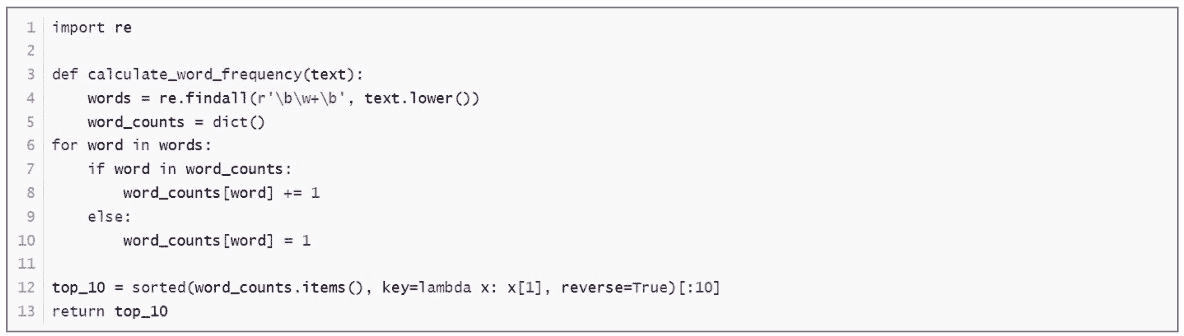 1 import re
2
3 def calculate_word_frequency(text):
4     words = re.findall(r'\b\w+\b', text.lower())
5     word_counts = dict()
6 for word in words:
7     if word in word_counts:
8         word_counts[word] += 1
9     else:
10         word_counts[word] = 1
11
12 top_10 = sorted(word_counts.items(), key=lambda x: x[1], reverse=True)[:10]
13 return top_10